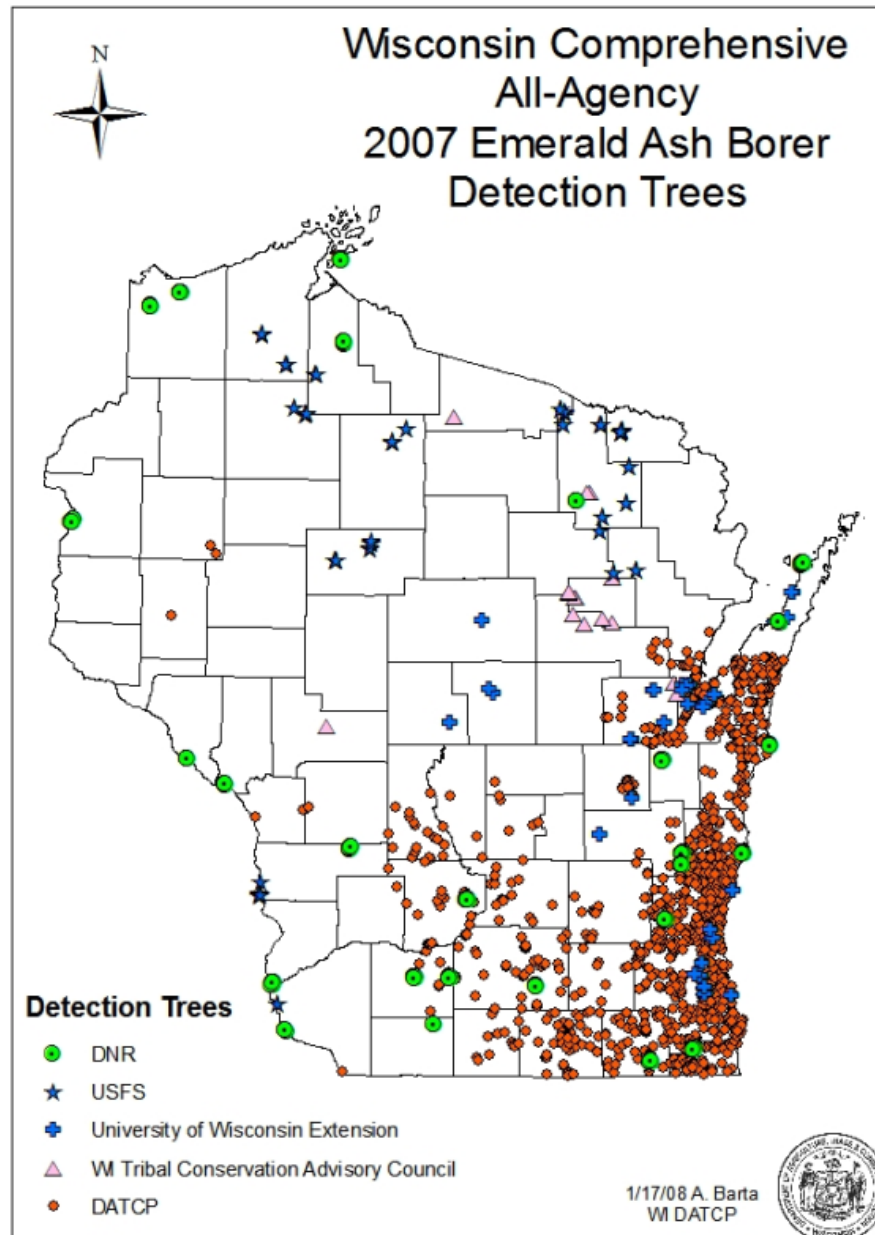 Wisconsin Comprehensive
All-Agency
2007 Emerald Ash Borer
Detection Trees
N
Detection Trees
DNR
USFS
University of Wisconsin Extension
WI Tribal Conservation Advisory Council
DATCP
1/17/08 A. Barta
WI DATCP